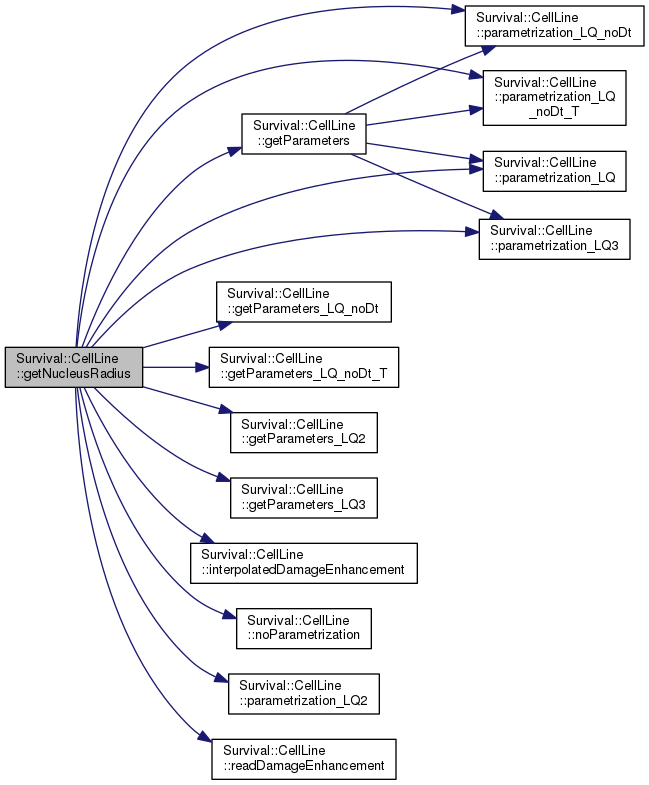 Survival::CellLine
::parametrization_LQ_noDt
Survival::CellLine
::parametrization_LQ
_noDt_T
Survival::CellLine
::getParameters
Survival::CellLine
::parametrization_LQ
Survival::CellLine
::parametrization_LQ3
Survival::CellLine
::getParameters_LQ_noDt
Survival::CellLine
::getNucleusRadius
Survival::CellLine
::getParameters_LQ_noDt_T
Survival::CellLine
::getParameters_LQ2
Survival::CellLine
::getParameters_LQ3
Survival::CellLine
::interpolatedDamageEnhancement
Survival::CellLine
::noParametrization
Survival::CellLine
::parametrization_LQ2
Survival::CellLine
::readDamageEnhancement